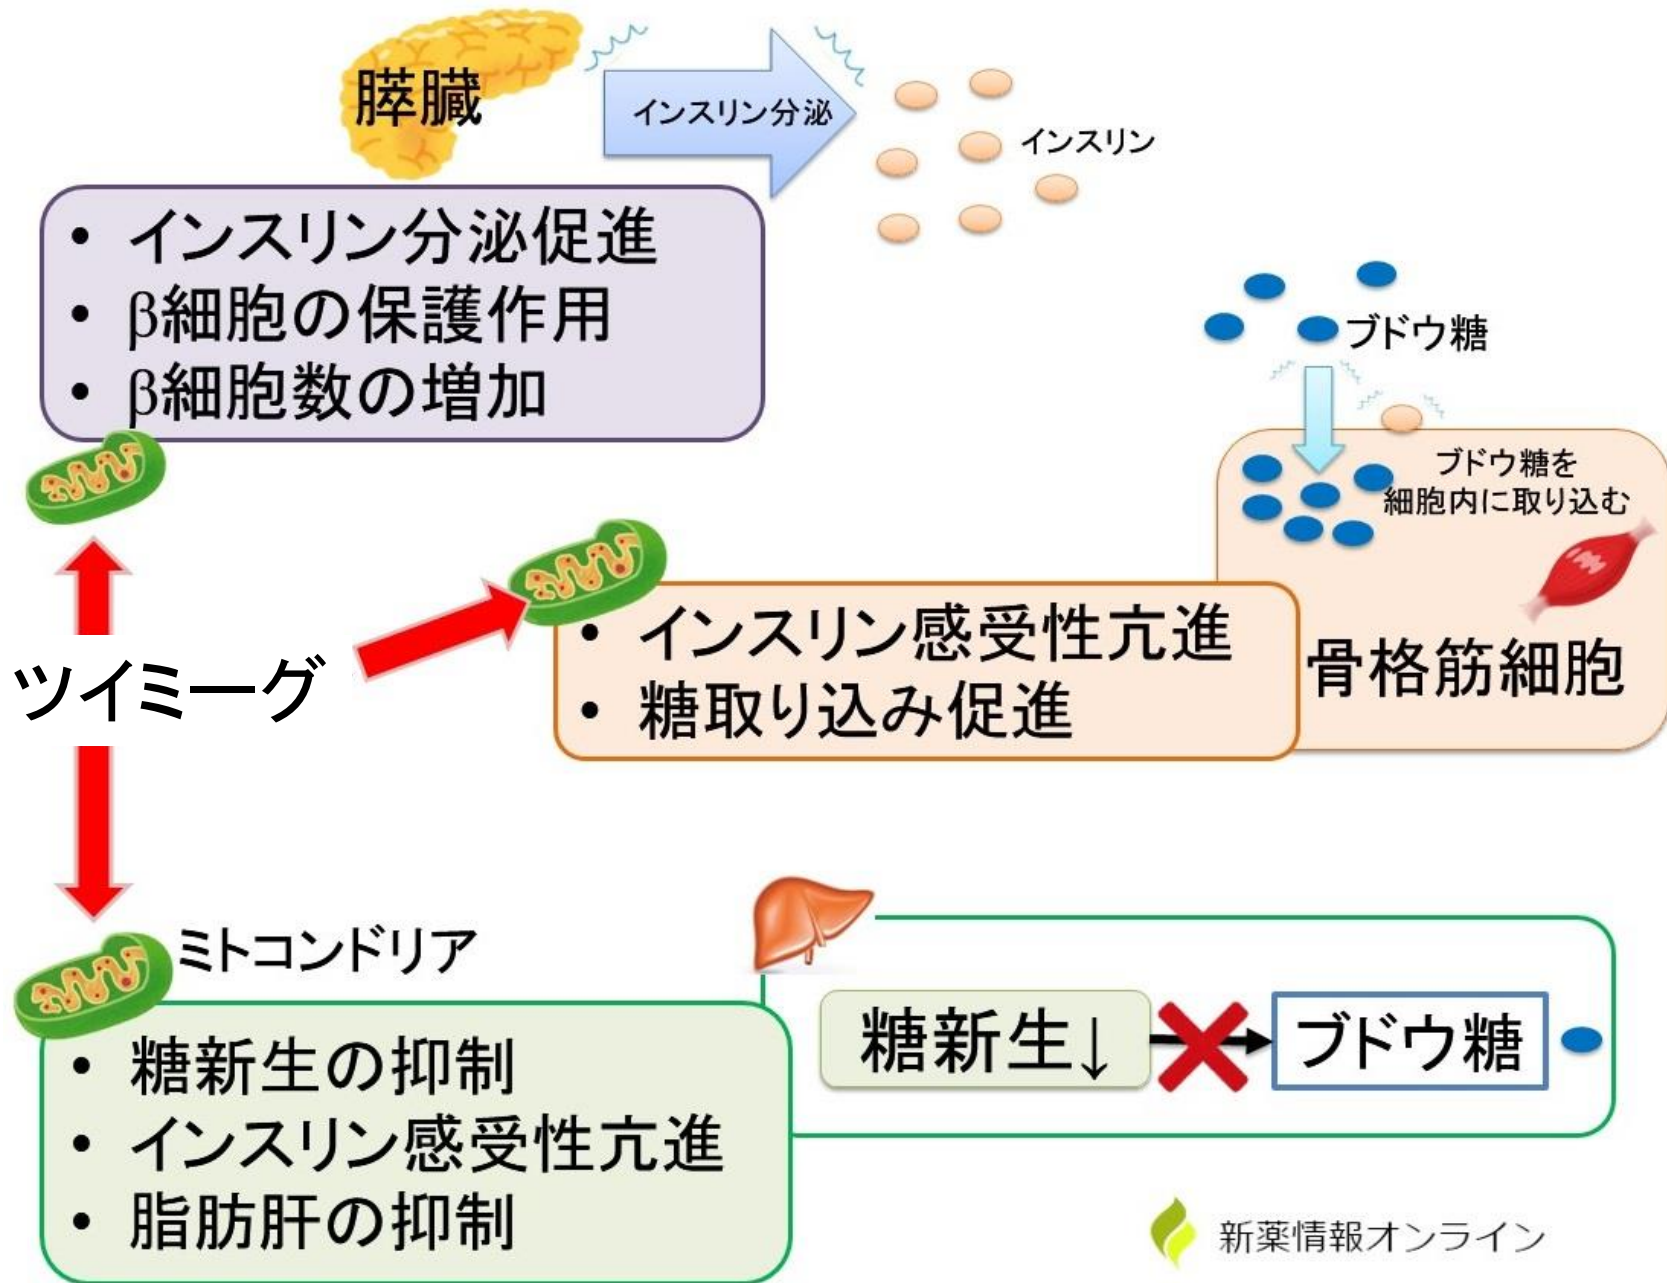 膵臓
インスリン分泌
インスリン
• インスリン分泌促進
• β細胞の保護作用
• β細胞数の増加
ブドウ糖
ブドウ糖を
細胞内に取り込む
骨格筋細胞
• インスリン感受性亢進
• 糖取り込み促進
ツイミーグ
ミトコンドリア
• 糖新生の抑制
• インスリン感受性亢進
• 脂肪肝の抑制
糖新生↓
ブドウ糖
新薬情報オンライン